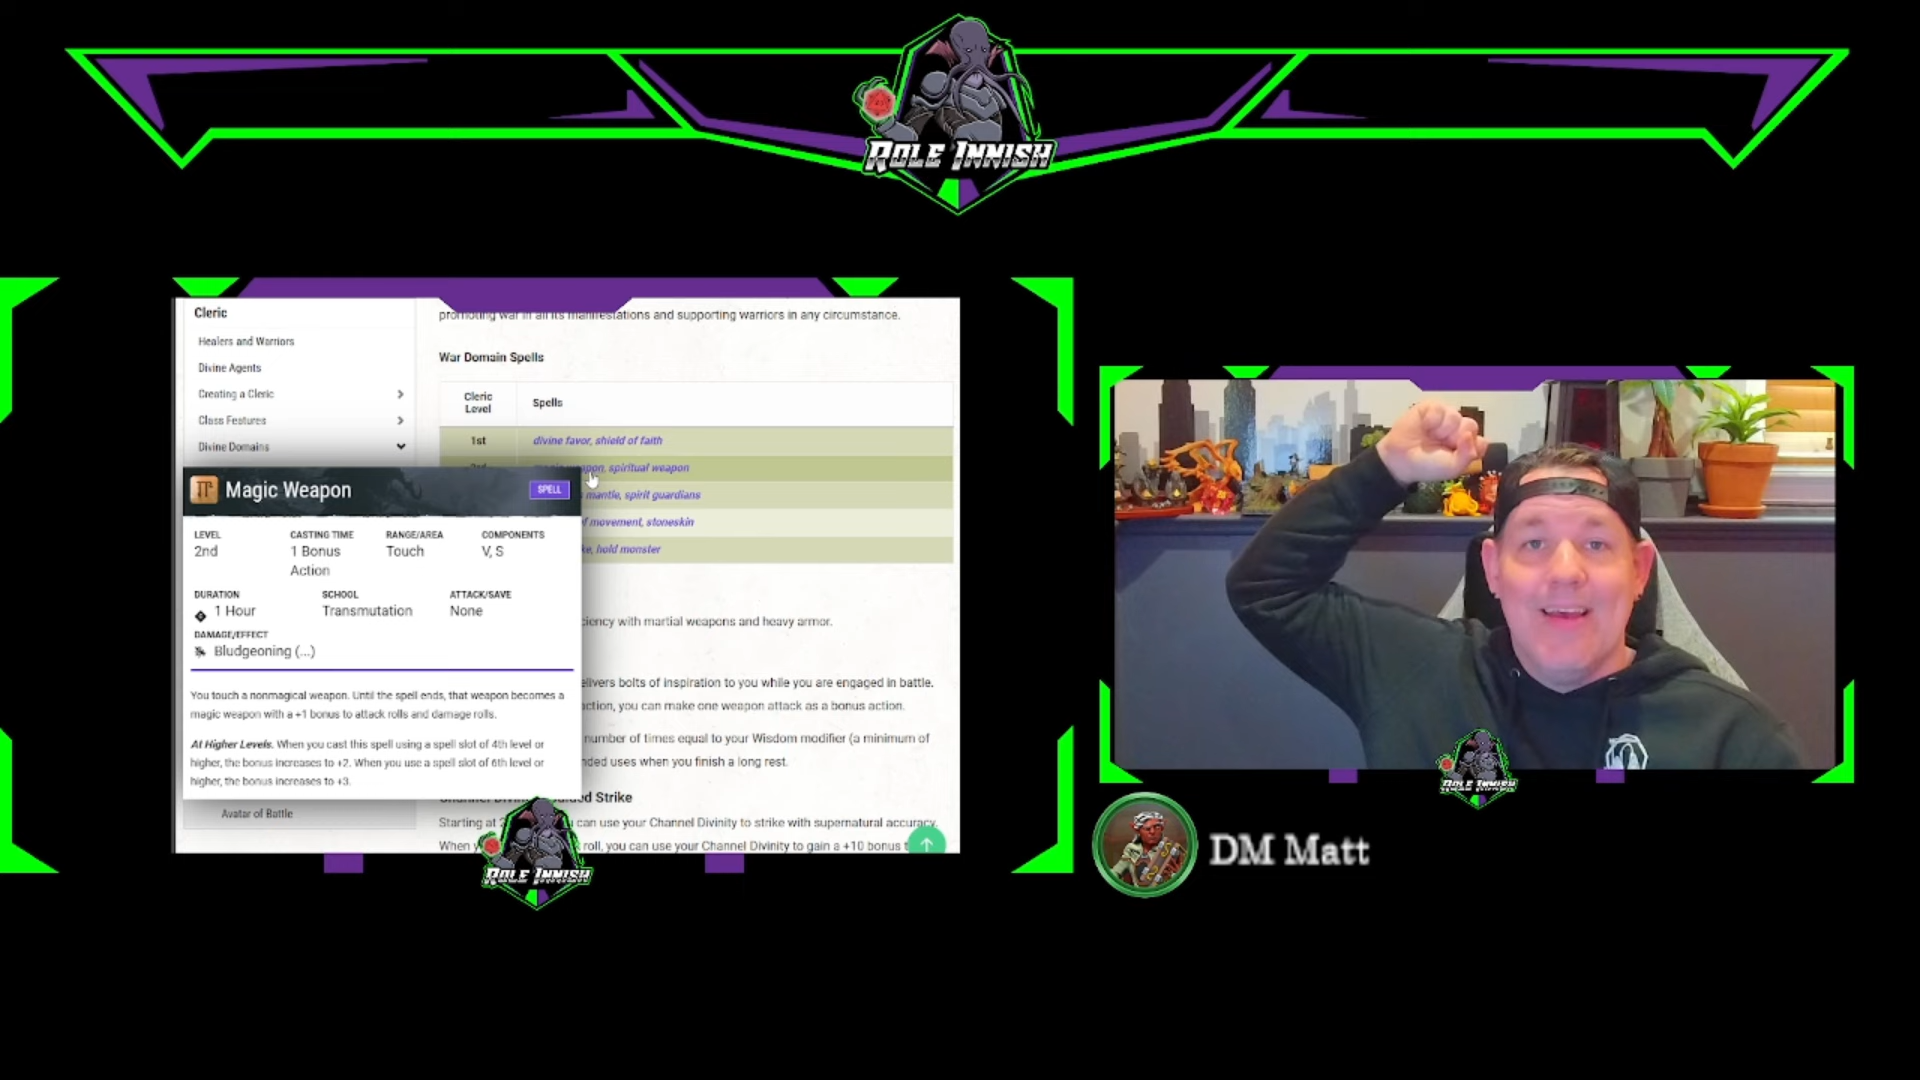 ROLE INNISH
Cleric
Healers and Warriors
Divine Agents
Creating a Cleric
Class Features
Divine Domains
promoting war in all its manifestations and supporting warriors in any circumstance.
War Domain Spells
Cleric
Level
Spells
1st
divine favor, shield of faith
spiritual weapon
mantle, spirit guardians
of movement, stoneskin
hold monster
Magic Weapon
SPELL
LEVEL
CASTING TIME
RANGE/AREA
COMPONENTS
2nd
1 Bonus
Action
Touch
V, S
DURATION
SCHOOL
ATTACK/SAVE
1 Hour
Transmutation
None
DAMAGE/EFFECT
Bludgeoning (...)
You touch a nonmagical weapon. Until the spell ends, that weapon becomes a
magic weapon with a +1 bonus to attack rolls and damage rolls.
At Higher Levels. When you cast this spell using a spell slot of 4th level or
higher, the bonus increases to +2. When you use a spell slot of 6th level or
higher, the bonus increases to +3.
Avatar of Battle
with martial weapons and heavy armor.
bolts of inspiration to you while you are engaged in battle.
you can make one weapon attack as a bonus action.
number of times equal to your Wisdom modifier (a minimum of
uses when you finish a long rest.
Strike
Starting at
can use your Channel Divinity to strike with supernatural accuracy.
When
roll, you can use your Channel Divinity to gain a +10 bonus
ROLE INNISH
ROLE INNISH
DM Matt